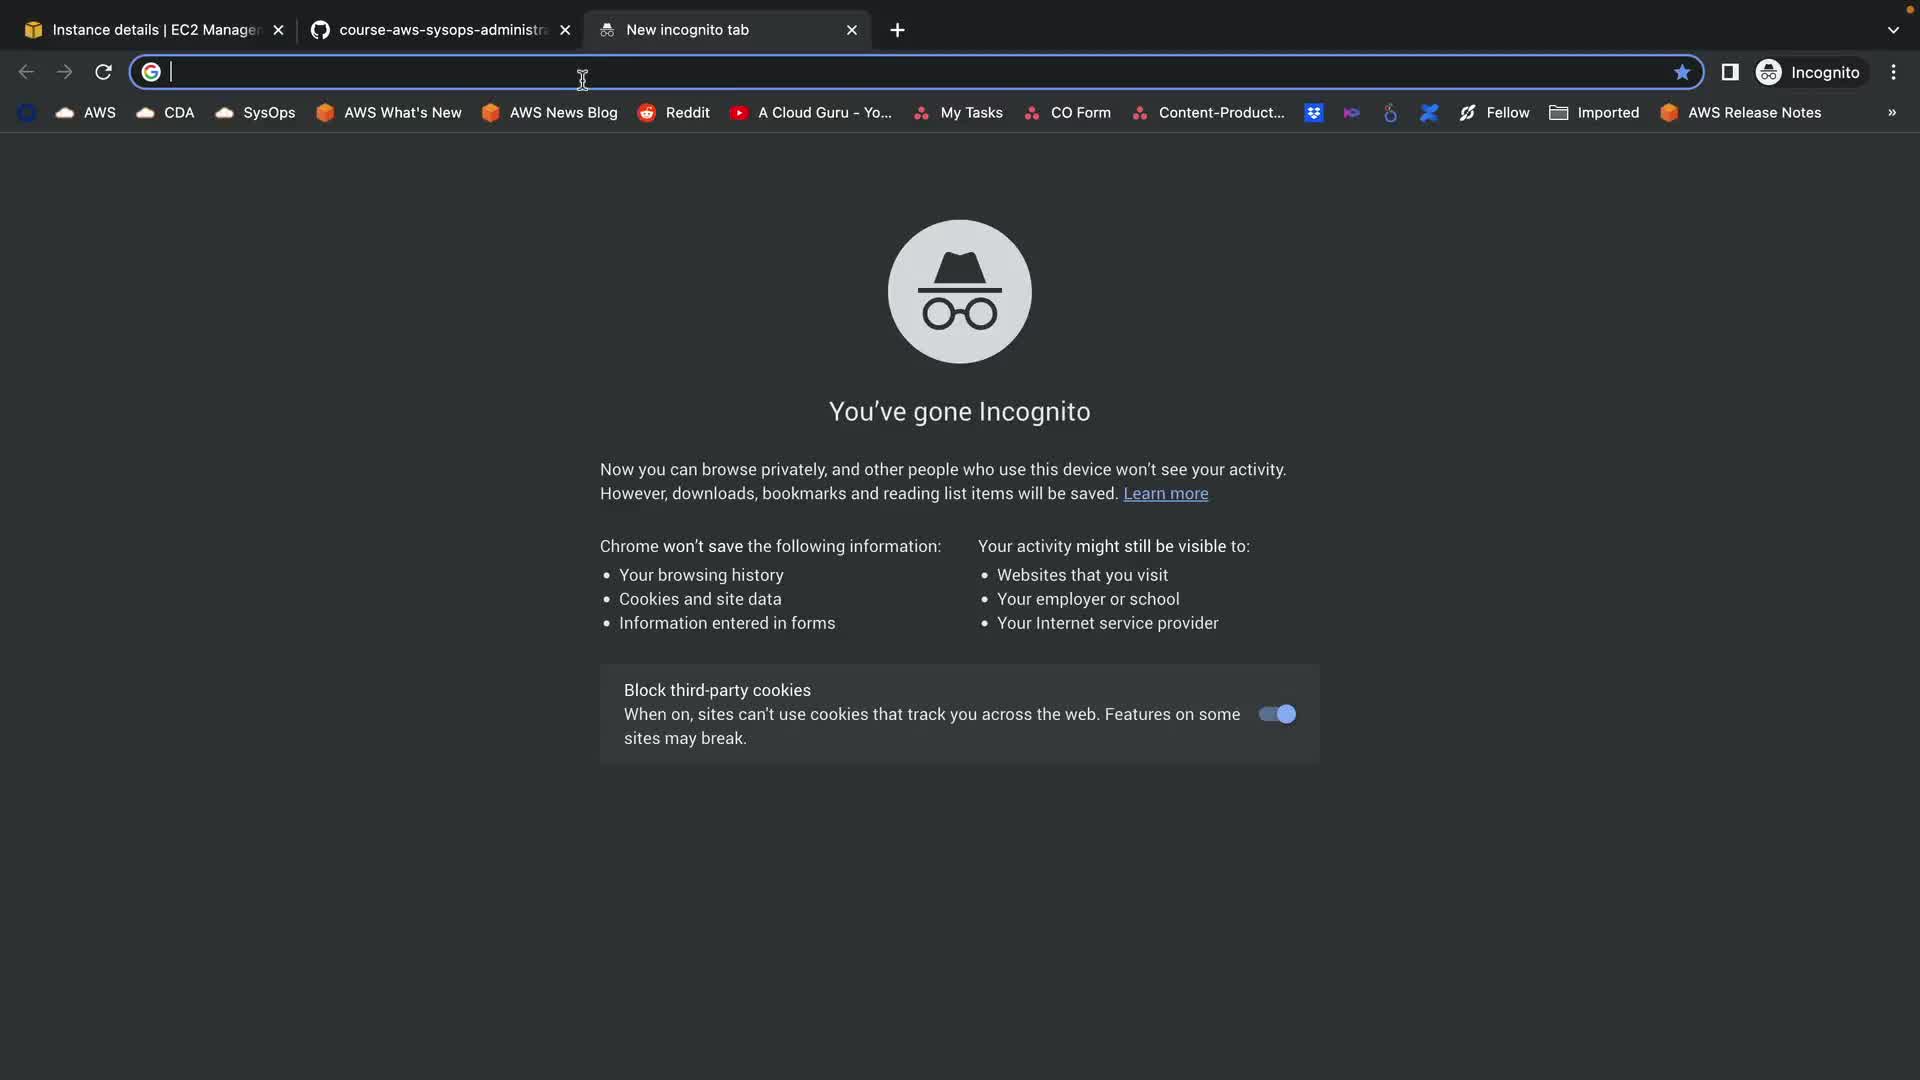 Instance details | EC2 Manager
course-aws-sysops-administra
New incognito tab
Incognito
AWS
CDA
SysOps
AWS What's New
AWS News Blog
Reddit
A Cloud Guru - Yo...
My Tasks
CO Form
Content-Product...
Fellow
Imported
AWS Release Notes
»
You've gone Incognito
Now you can browse privately, and other people who use this device won't see your activity.
However, downloads, bookmarks and reading list items will be saved. Learn more
Chrome won't save the following information:
• Your browsing history
• Cookies and site data
• Information entered in forms
Your activity might still be visible to:
• Websites that you visit
• Your employer or school
• Your Internet service provider
Block third-party cookies
When on, sites can't use cookies that track you across the web. Features on some
sites may break.